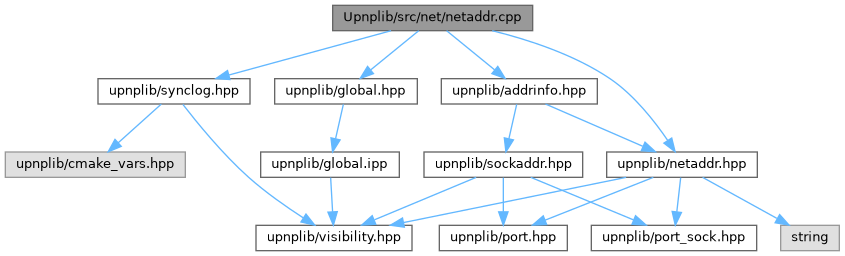 Upnplib/src/net/netaddr.cpp
upnplib/synclog.hpp
upnplib/global.hpp
upnplib/addrinfo.hpp
upnplib/cmake_vars.hpp
upnplib/global.ipp
upnplib/sockaddr.hpp
upnplib/netaddr.hpp
upnplib/visibility.hpp
upnplib/port.hpp
upnplib/port_sock.hpp
string